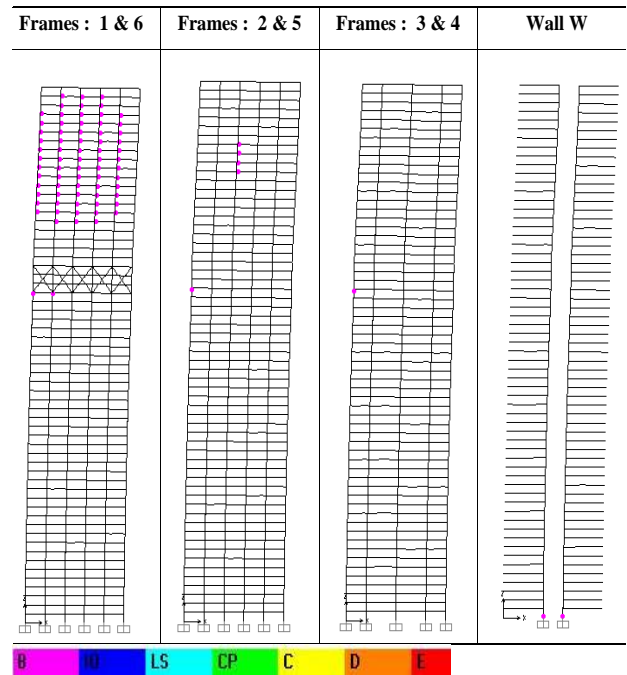 Frames : 1 & 6
Frames : 2 & 5
Frames : 3 & 4
Wall W
Z
X
Z
X
Z
X
Z
X
B
IO
LS
CP
C
D
E